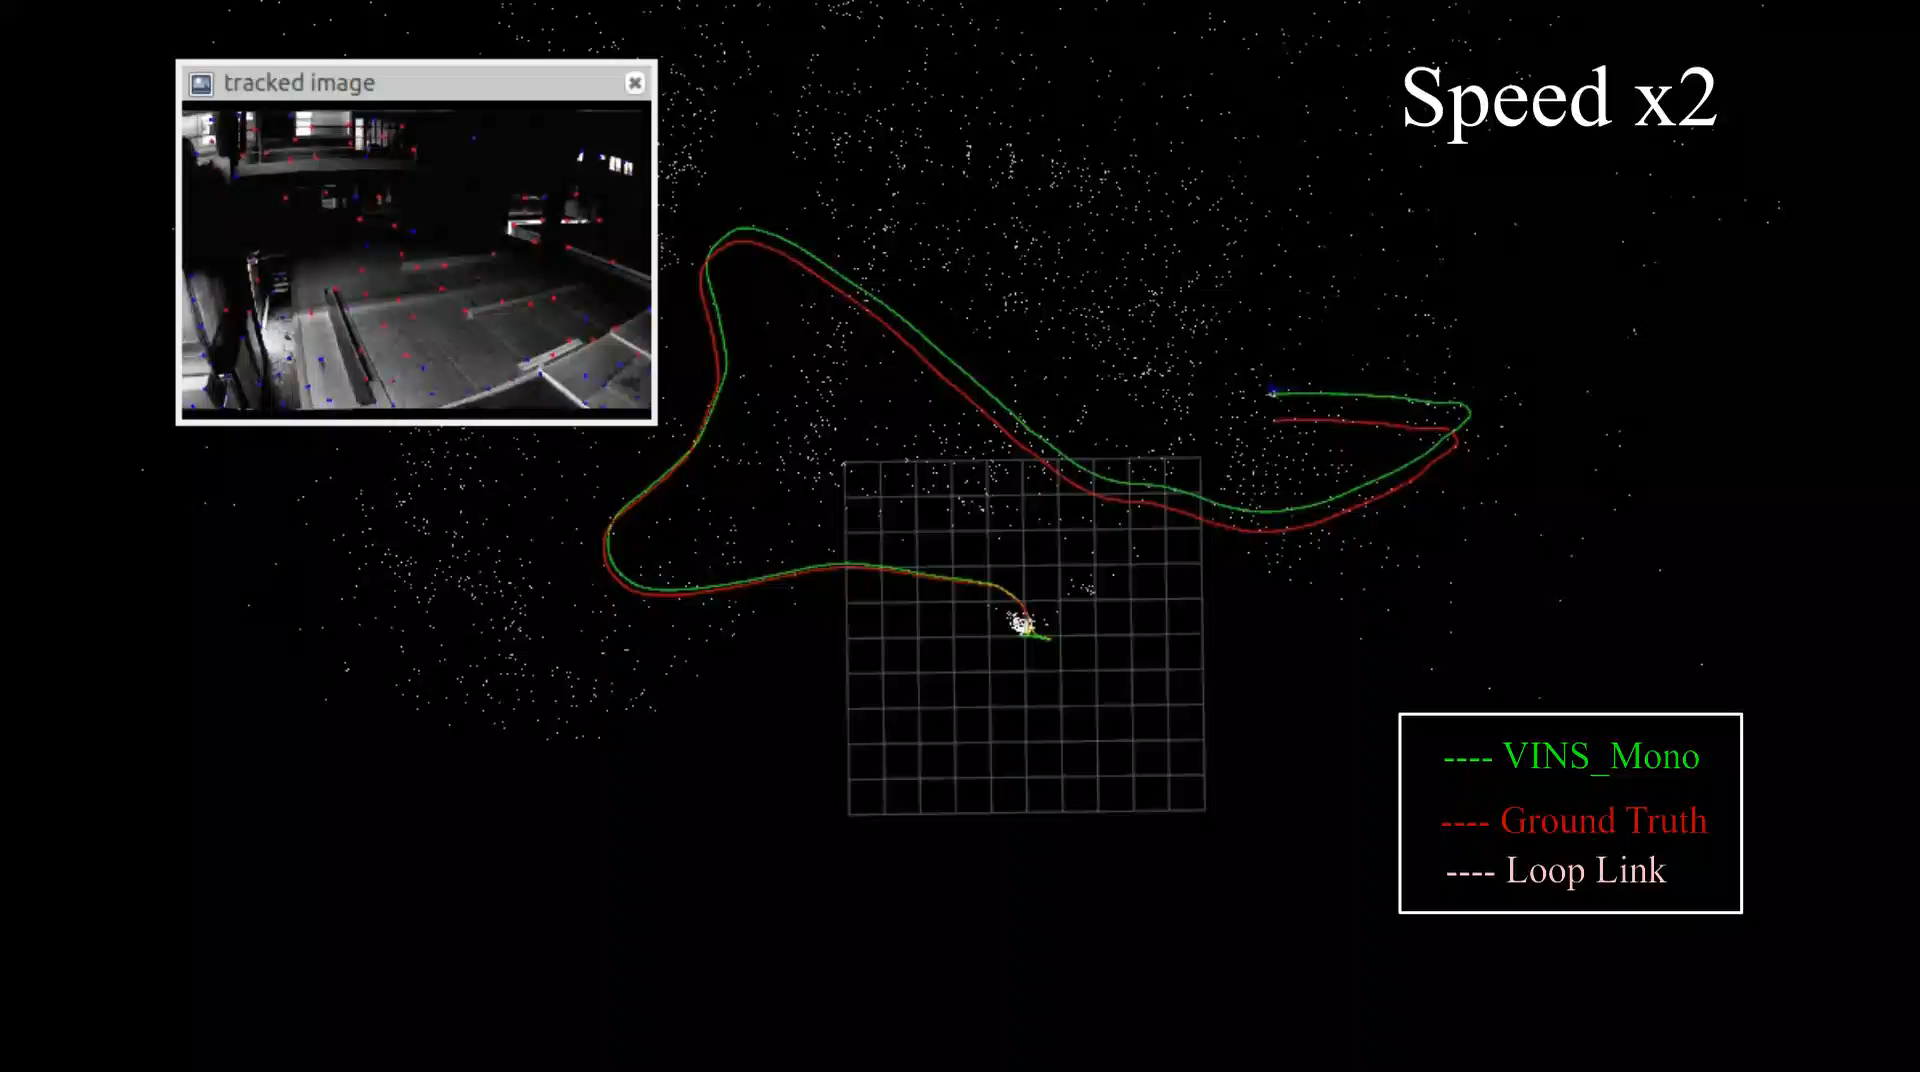 tracked image
Speed x2
---- VINS_Mono
---- Ground Truth
---- Loop Link